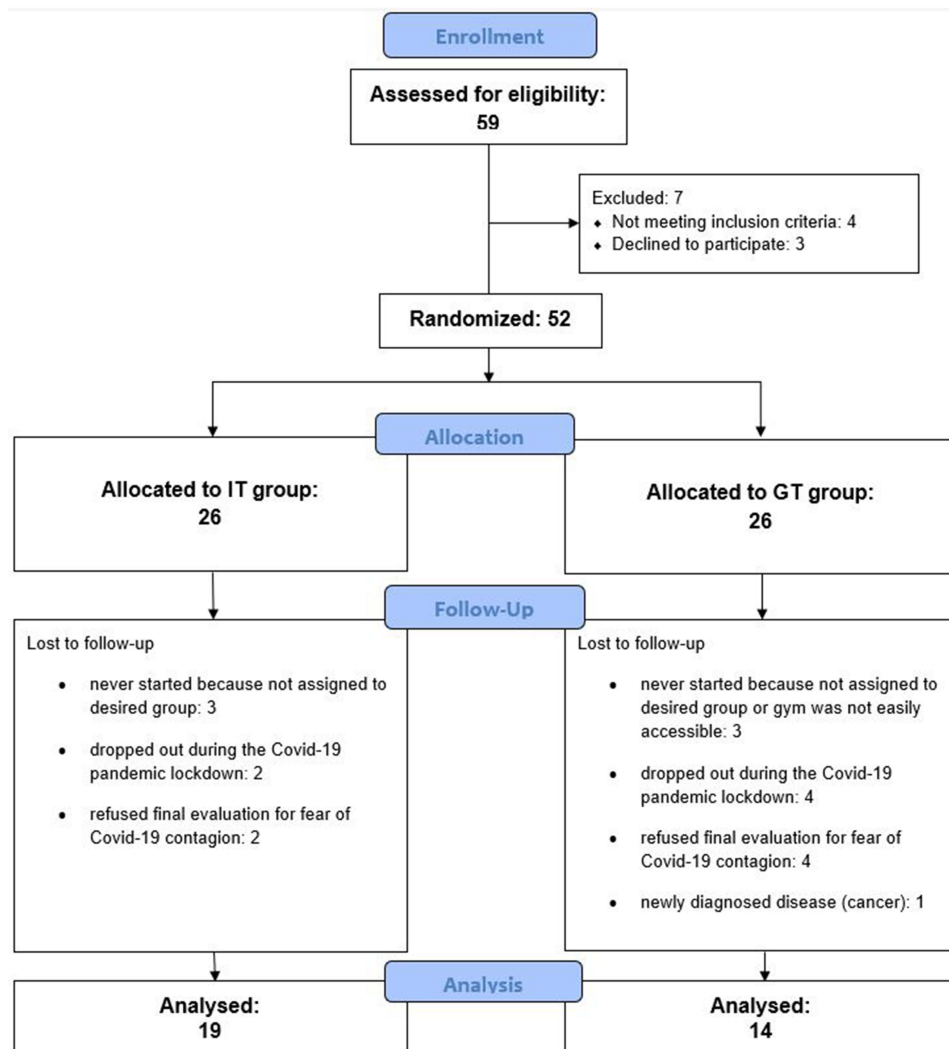 Enrollment
Assessed for eligibility:
59
Excluded: 7
◆ Not meeting inclusion criteria: 4
◆ Declined to participate: 3
Randomized: 52
Allocation
Allocated to IT group:
26
Allocated to GT group:
26
Follow-Up
Lost to follow-up
• never started because not assigned to
desired group: 3
• dropped out during the Covid-19
pandemic lockdown: 2
• refused final evaluation for fear of
Covid-19 contagion: 2
Lost to follow-up
• never started because not assigned to
desired group or gym was not easily
accessible: 3
• dropped out during the Covid-19
pandemic lockdown: 4
• refused final evaluation for fear of
Covid-19 contagion: 4
• newly diagnosed disease (cancer): 1
Analysis
Analysed:
19
Analysed:
14